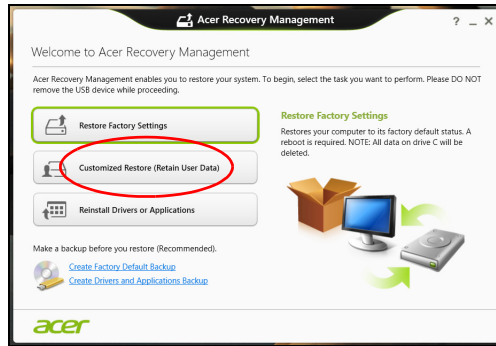 Acer Recovery Management
Welcome to Acer Recovery Management
Acer Recovery Management enables you to restore your system. To begin, select the task you want to perform. Please DO NOT
remove the USB device while proceeding.
Restore Factory Settings
Customized Restore (Retain User Data)
Reinstall Drivers or Applications
Restore Factory Settings
Restores your computer to its factory default status. A
reboot is required. NOTE: All data on drive C will be
deleted.
Make a backup before you restore (Recommended).
Create Factory Default Backup
Create Drivers and Applications Backup
acer